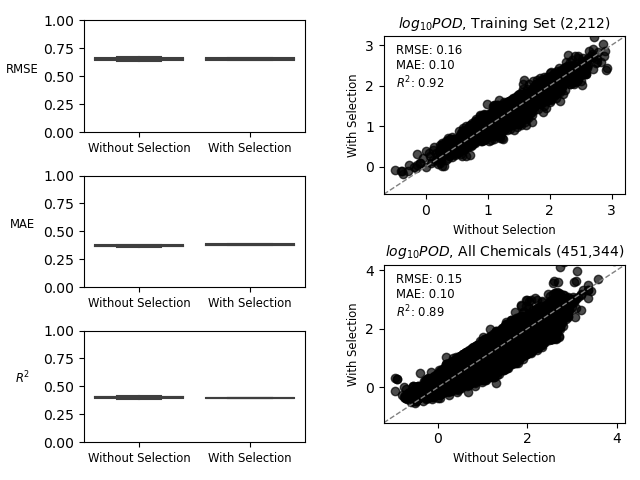 1.00
0.75
RMSE
0.50
0.25
0.00
Without Selection With Selection
1.00
0.75
MAE
0.50
0.25
0.00
Without Selection With Selection
1.00
0.75
R²
0.50
0.25
0.00
Without Selection With Selection
log₁₀POD, Training Set (2,212)
RMSE: 0.16
MAE: 0.10
R²: 0.92
With Selection
3
2
1
0
0 1 2 3
Without Selection
log₁₀POD, All Chemicals (451,344)
RMSE: 0.15
MAE: 0.10
R²: 0.89
With Selection
4
2
0
0 2 4
Without Selection